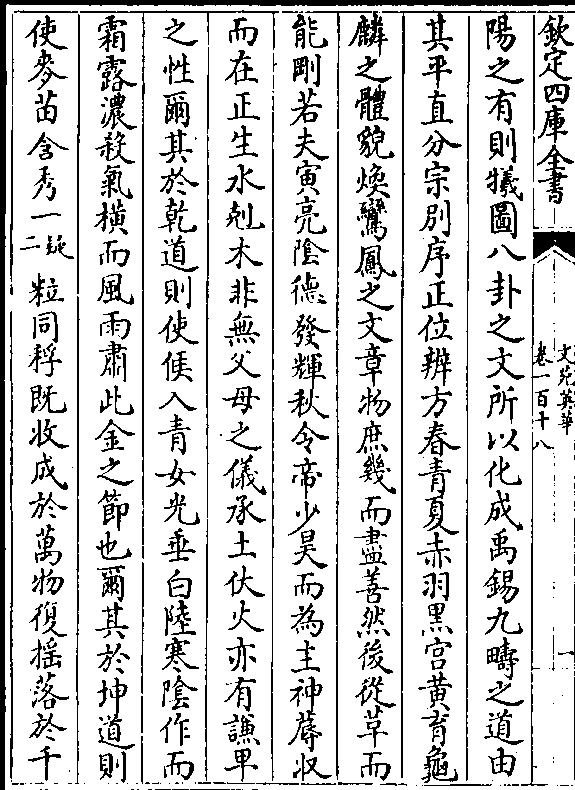 欽定四庫全書
文苑英華
卷一百十八
一
陽之有則犧圖八卦之文所以化成禹錫九疇之道由
其平直分宗別序正位辨方春青夏赤羽黑宫黄育龜
麟之體貌煥鸞鳳之文章物庶幾而盡善然後從革而
能剛若夫寅亮陰德發輝秋令帝少昊而為主神蓐收
而在正生水剋木非無父母之儀承土伏火亦有謙卑
之性爾其於乾道則使侯入青女光垂白陸寒陰作而
霜露濃殺氣橫而風雨肅此金之節也爾其於坤道則
使麥苗含秀一疑二粒同稃既收成於萬物復揺落於千